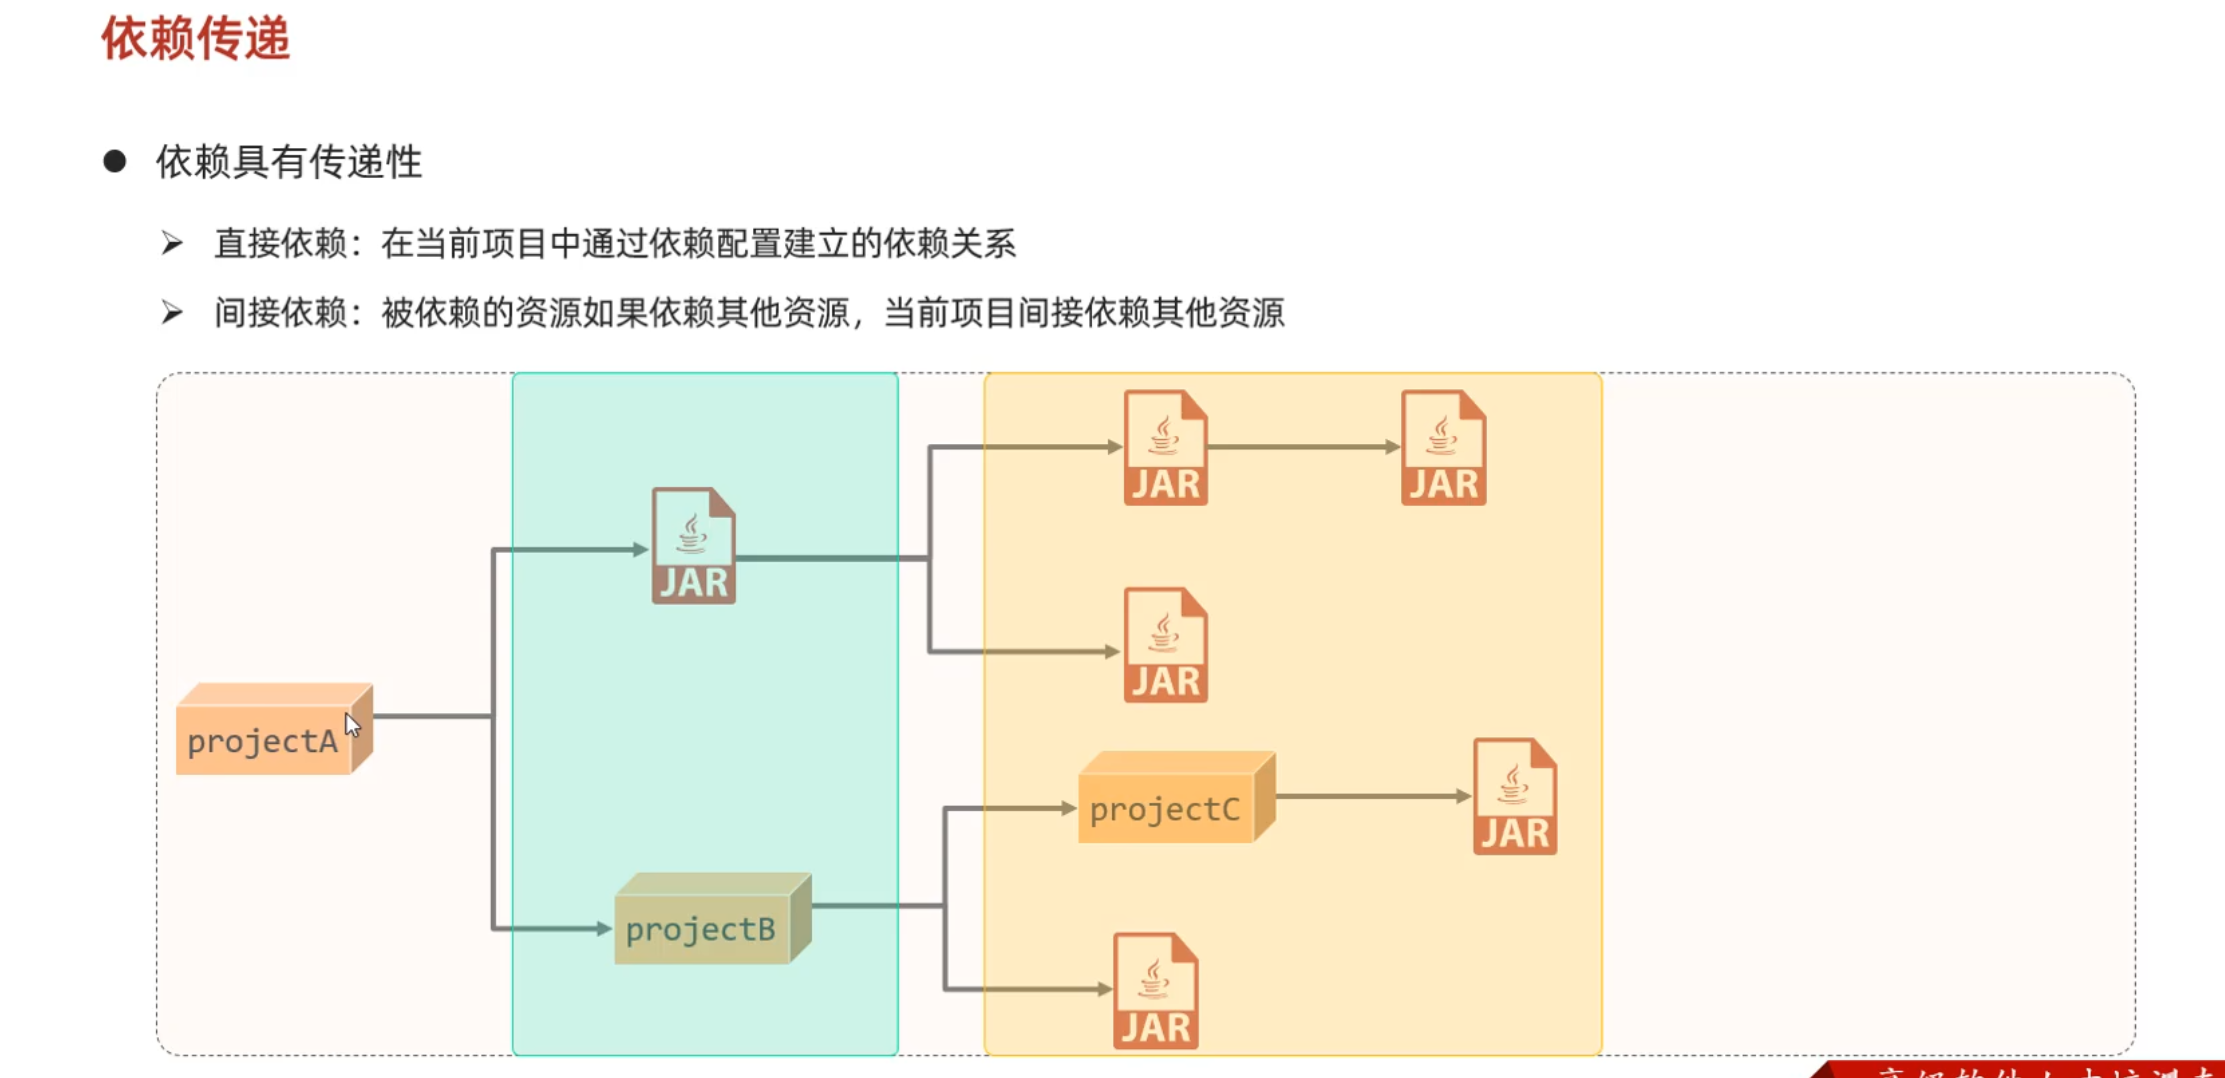 依赖传递
依赖具有传递性
直接依赖：在当前项目中通过依赖配置建立的依赖关系
间接依赖：被依赖的资源如果依赖其他资源，当前项目间接依赖其他资源
JAR
JAR
JAR
JAR
projectA
projectC
JAR
projectB
JAR